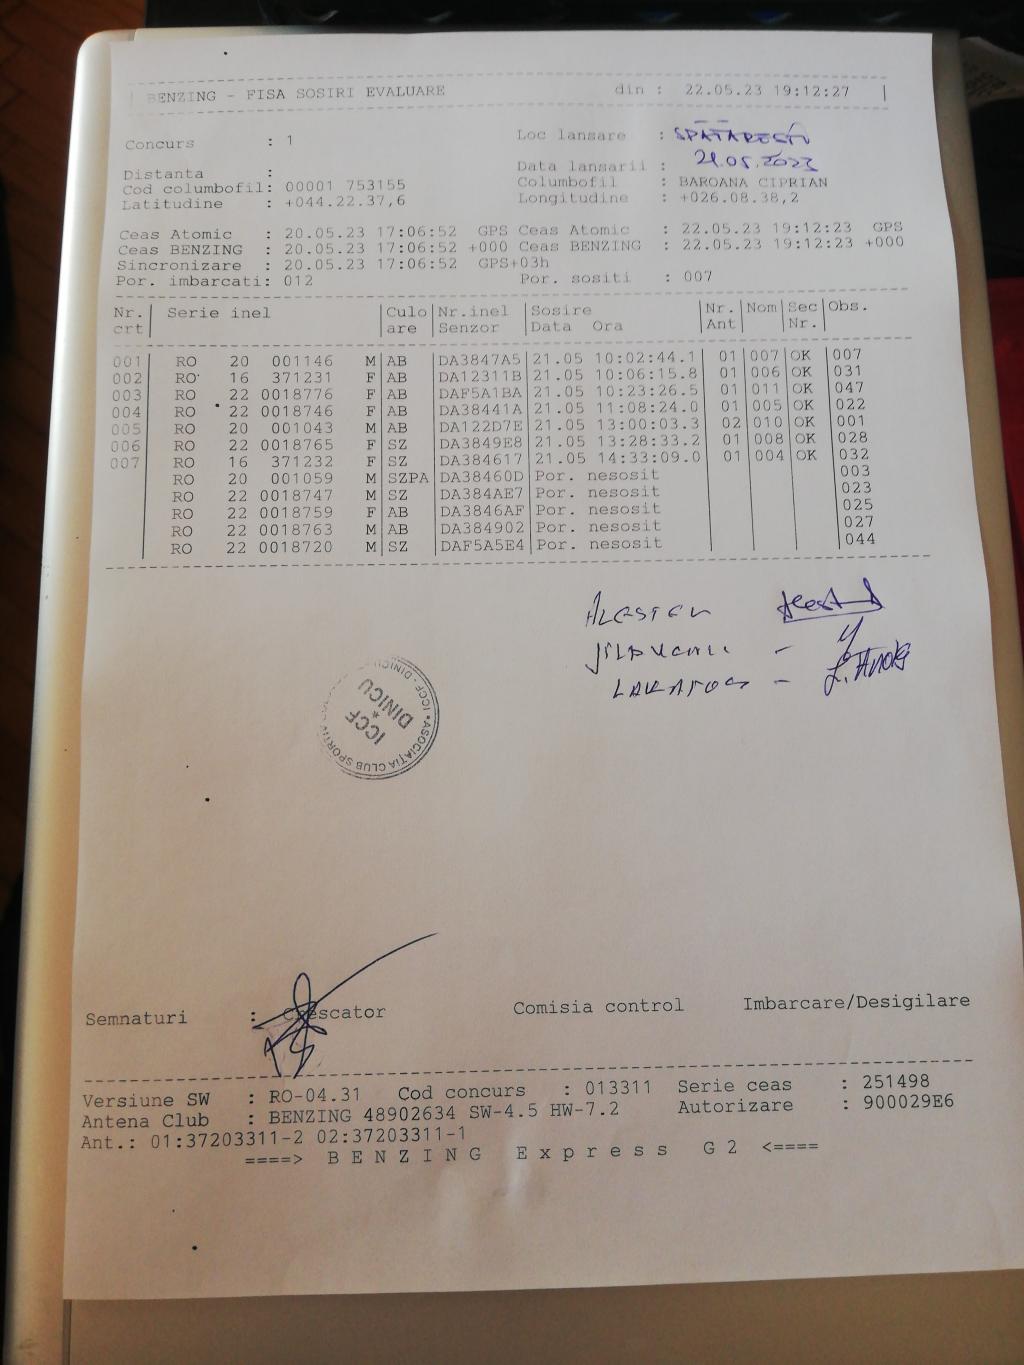 BENZING - FISA SOSIRI EVALUARE din : 22.05.23 19:12:27
Concurs : 1 Loc lansare : SPĂTĂREȘTI
Distanta : Data lansarii : 21.05.2023
Cod columbofil: 00001 753155 Columbofil : BAROANA CIPRIAN
Latitudine : +044.22.37,6 Longitudine : +026.08.38,2
Ceas Atomic : 20.05.23 17:06:52 GPS Ceas Atomic : 22.05.23 19:12:23 GPS
Ceas BENZING : 20.05.23 17:06:52 +000 Ceas BENZING : 22.05.23 19:12:23 +000
Sincronizare : 20.05.23 17:06:52 GPS+03h
Por. imbarcati: 012 Por. sositi : 007
Nr. Serie inel Culo Nr.inel Sosire Nr. Nom Sec Obs.
crt are Senzor Data Ora Ant Nr.
001 RO 20 001146 M AB DA3847A5 21.05 10:02:44.1 01 007 OK 007
002 RO 16 371231 F AB DA12311B 21.05 10:06:15.8 01 006 OK 031
003 RO 22 0018776 F AB DAF5A1BA 21.05 10:23:26.5 01 011 OK 047
004 RO 22 0018746 F AB DA38441A 21.05 11:08:24.0 01 005 OK 022
005 RO 20 001043 M AB DA122D7E 21.05 13:00:03.3 02 010 OK 001
006 RO 22 0018765 F SZ DA3849E8 21.05 13:28:33.2 01 008 OK 028
007 RO 16 371232 F SZ DA384617 21.05 14:33:09.0 01 004 OK 032
RO 20 001059 M SZPA DA38460D Por. nesosit 003
RO 22 0018747 M SZ DA384AE7 Por. nesosit 023
RO 22 0018759 F AB DA3846AF Por. nesosit 025
RO 22 0018763 M AB DA384902 Por. nesosit 027
RO 22 0018720 M SZ DAF5A5E4 Por. nesosit 044
ASOCIATIA CLUB SPORTIV
ICCF-DINICU
ICCF
DINICU
Semnaturi : Crescator Comisia control Imbarcare/Desigilare
Versiune SW : RO-04.31 Cod concurs : 013311 Serie ceas : 251498
Antena Club : BENZING 48902634 SW-4.5 HW-7.2 Autorizare : 900029E6
Ant.: 01:37203311-2 02:37203311-1
====> BENZING Express G2 <====